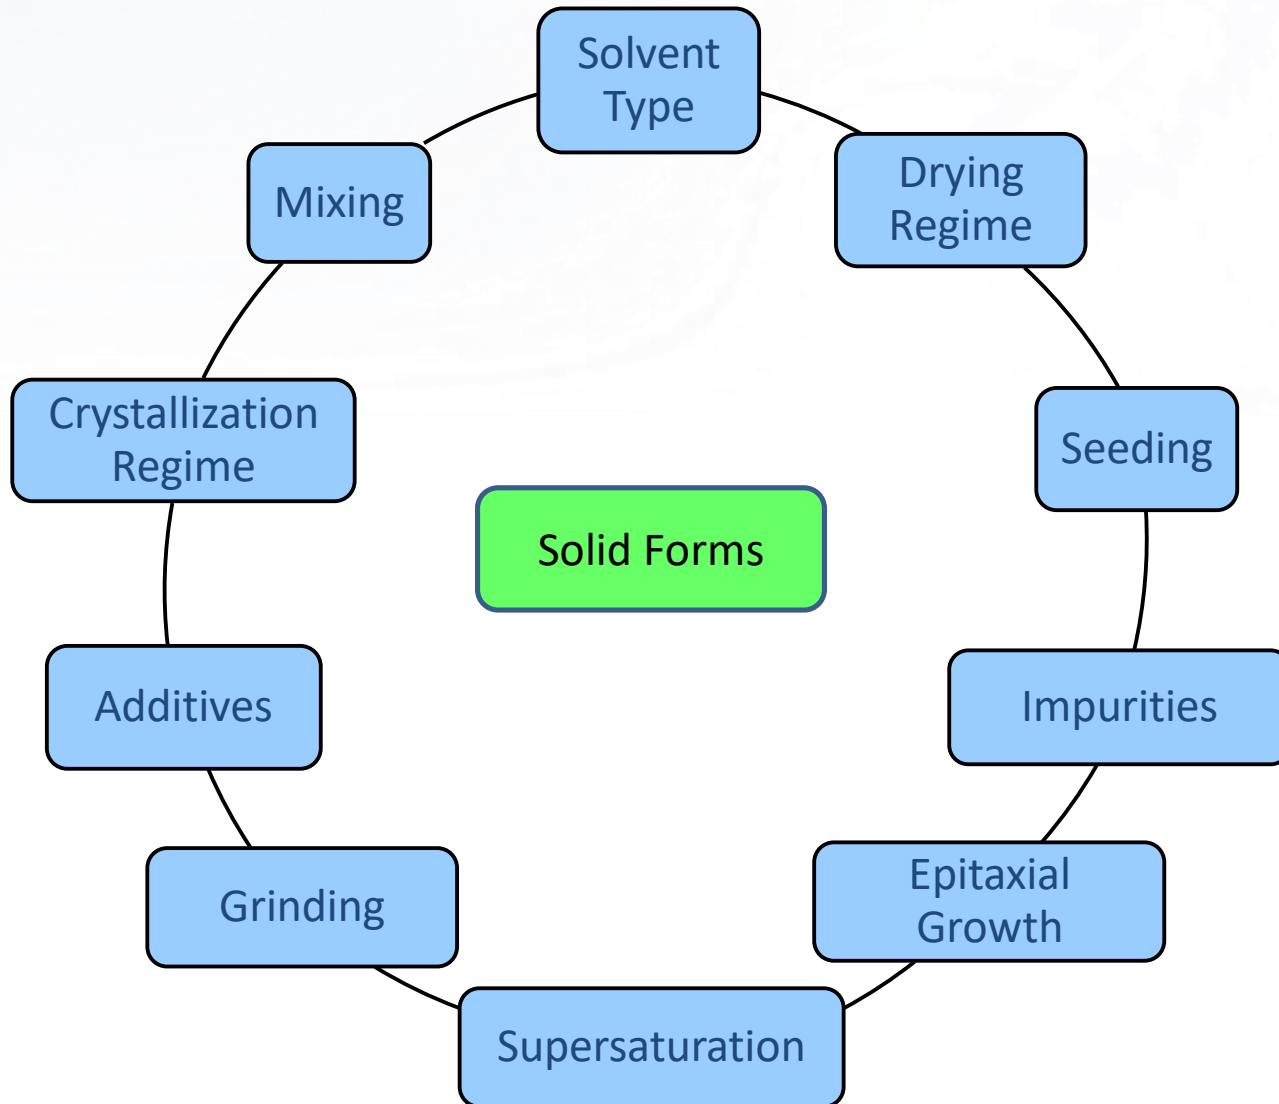 Solvent
Type
Drying
Regime
Mixing
Crystallization
Regime
Seeding
Solid Forms
Additives
Impurities
Grinding
Epitaxial
Growth
Supersaturation